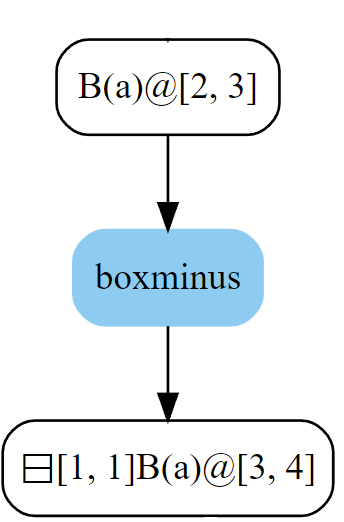 B(a)@[2, 3]
boxminus
⊟[1, 1]B(a)@[3, 4]